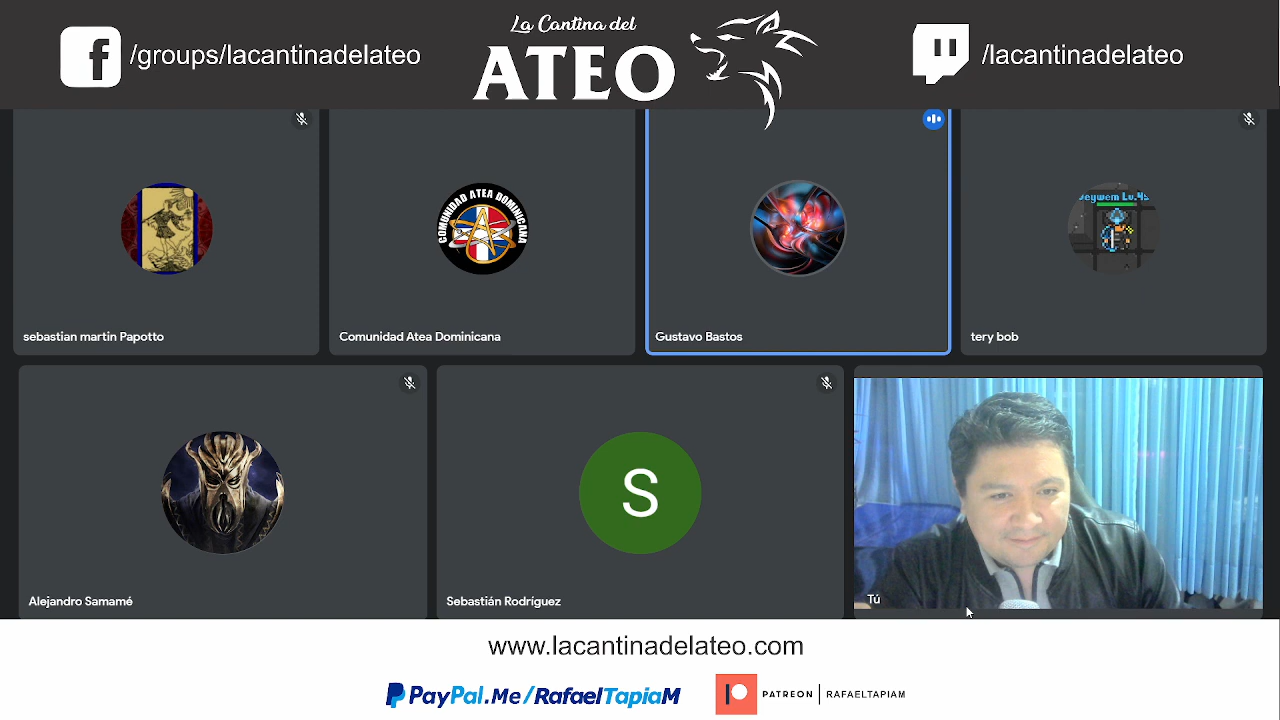 /groups/lacantinadelateo
La Cantina del
ATEO
/lacantinadelateo
COMUNIDAD ATEA DOMINICANA
sebastian martin Papotto
Comunidad Atea Dominicana
Gustavo Bastos
tery bob
S
Alejandro Samamé
Sebastián Rodríguez
Tú
www.lacantinadelateo.com
PayPal.Me/RafaelTapiaM
PATREON | RAFAELTAPIAM